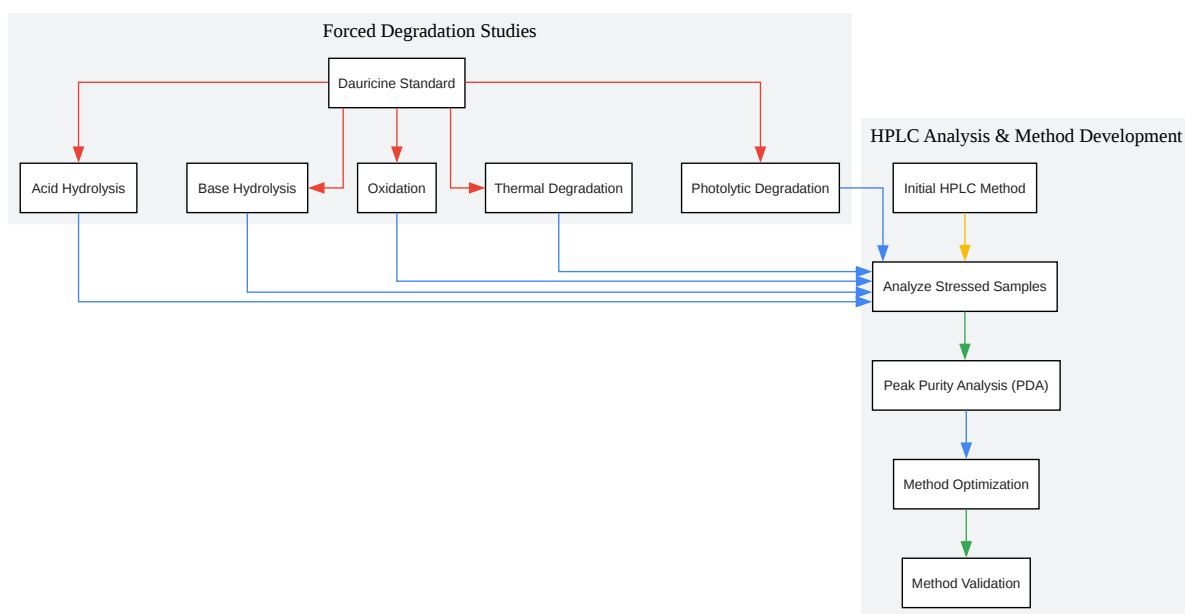 Forced Degradation Studies
Dauricine Standard
HPLC Analysis & Method Development
Acid Hydrolysis
Base Hydrolysis
Oxidation
Thermal Degradation
Photolytic Degradation
Initial HPLC Method
Analyze Stressed Samples
Peak Purity Analysis (PDA)
Method Optimization
Method Validation